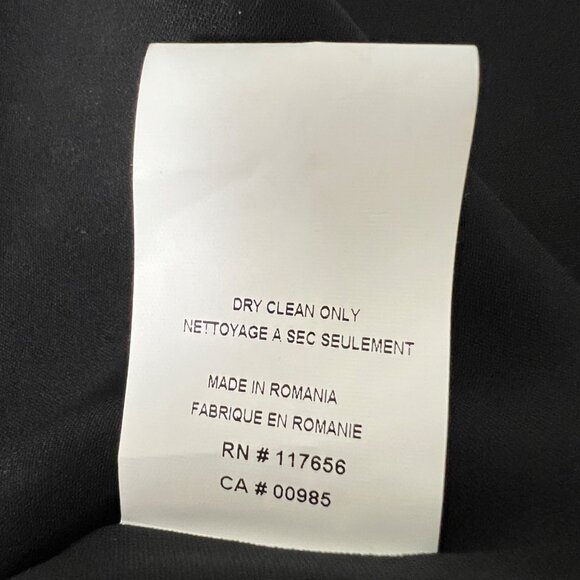 DRY CLEAN ONLY
NETTOYAGE A SEC SEULEMENT
MADE IN ROMANIA
FABRIQUE EN ROMANIE
RN # 117656
CA # 00985